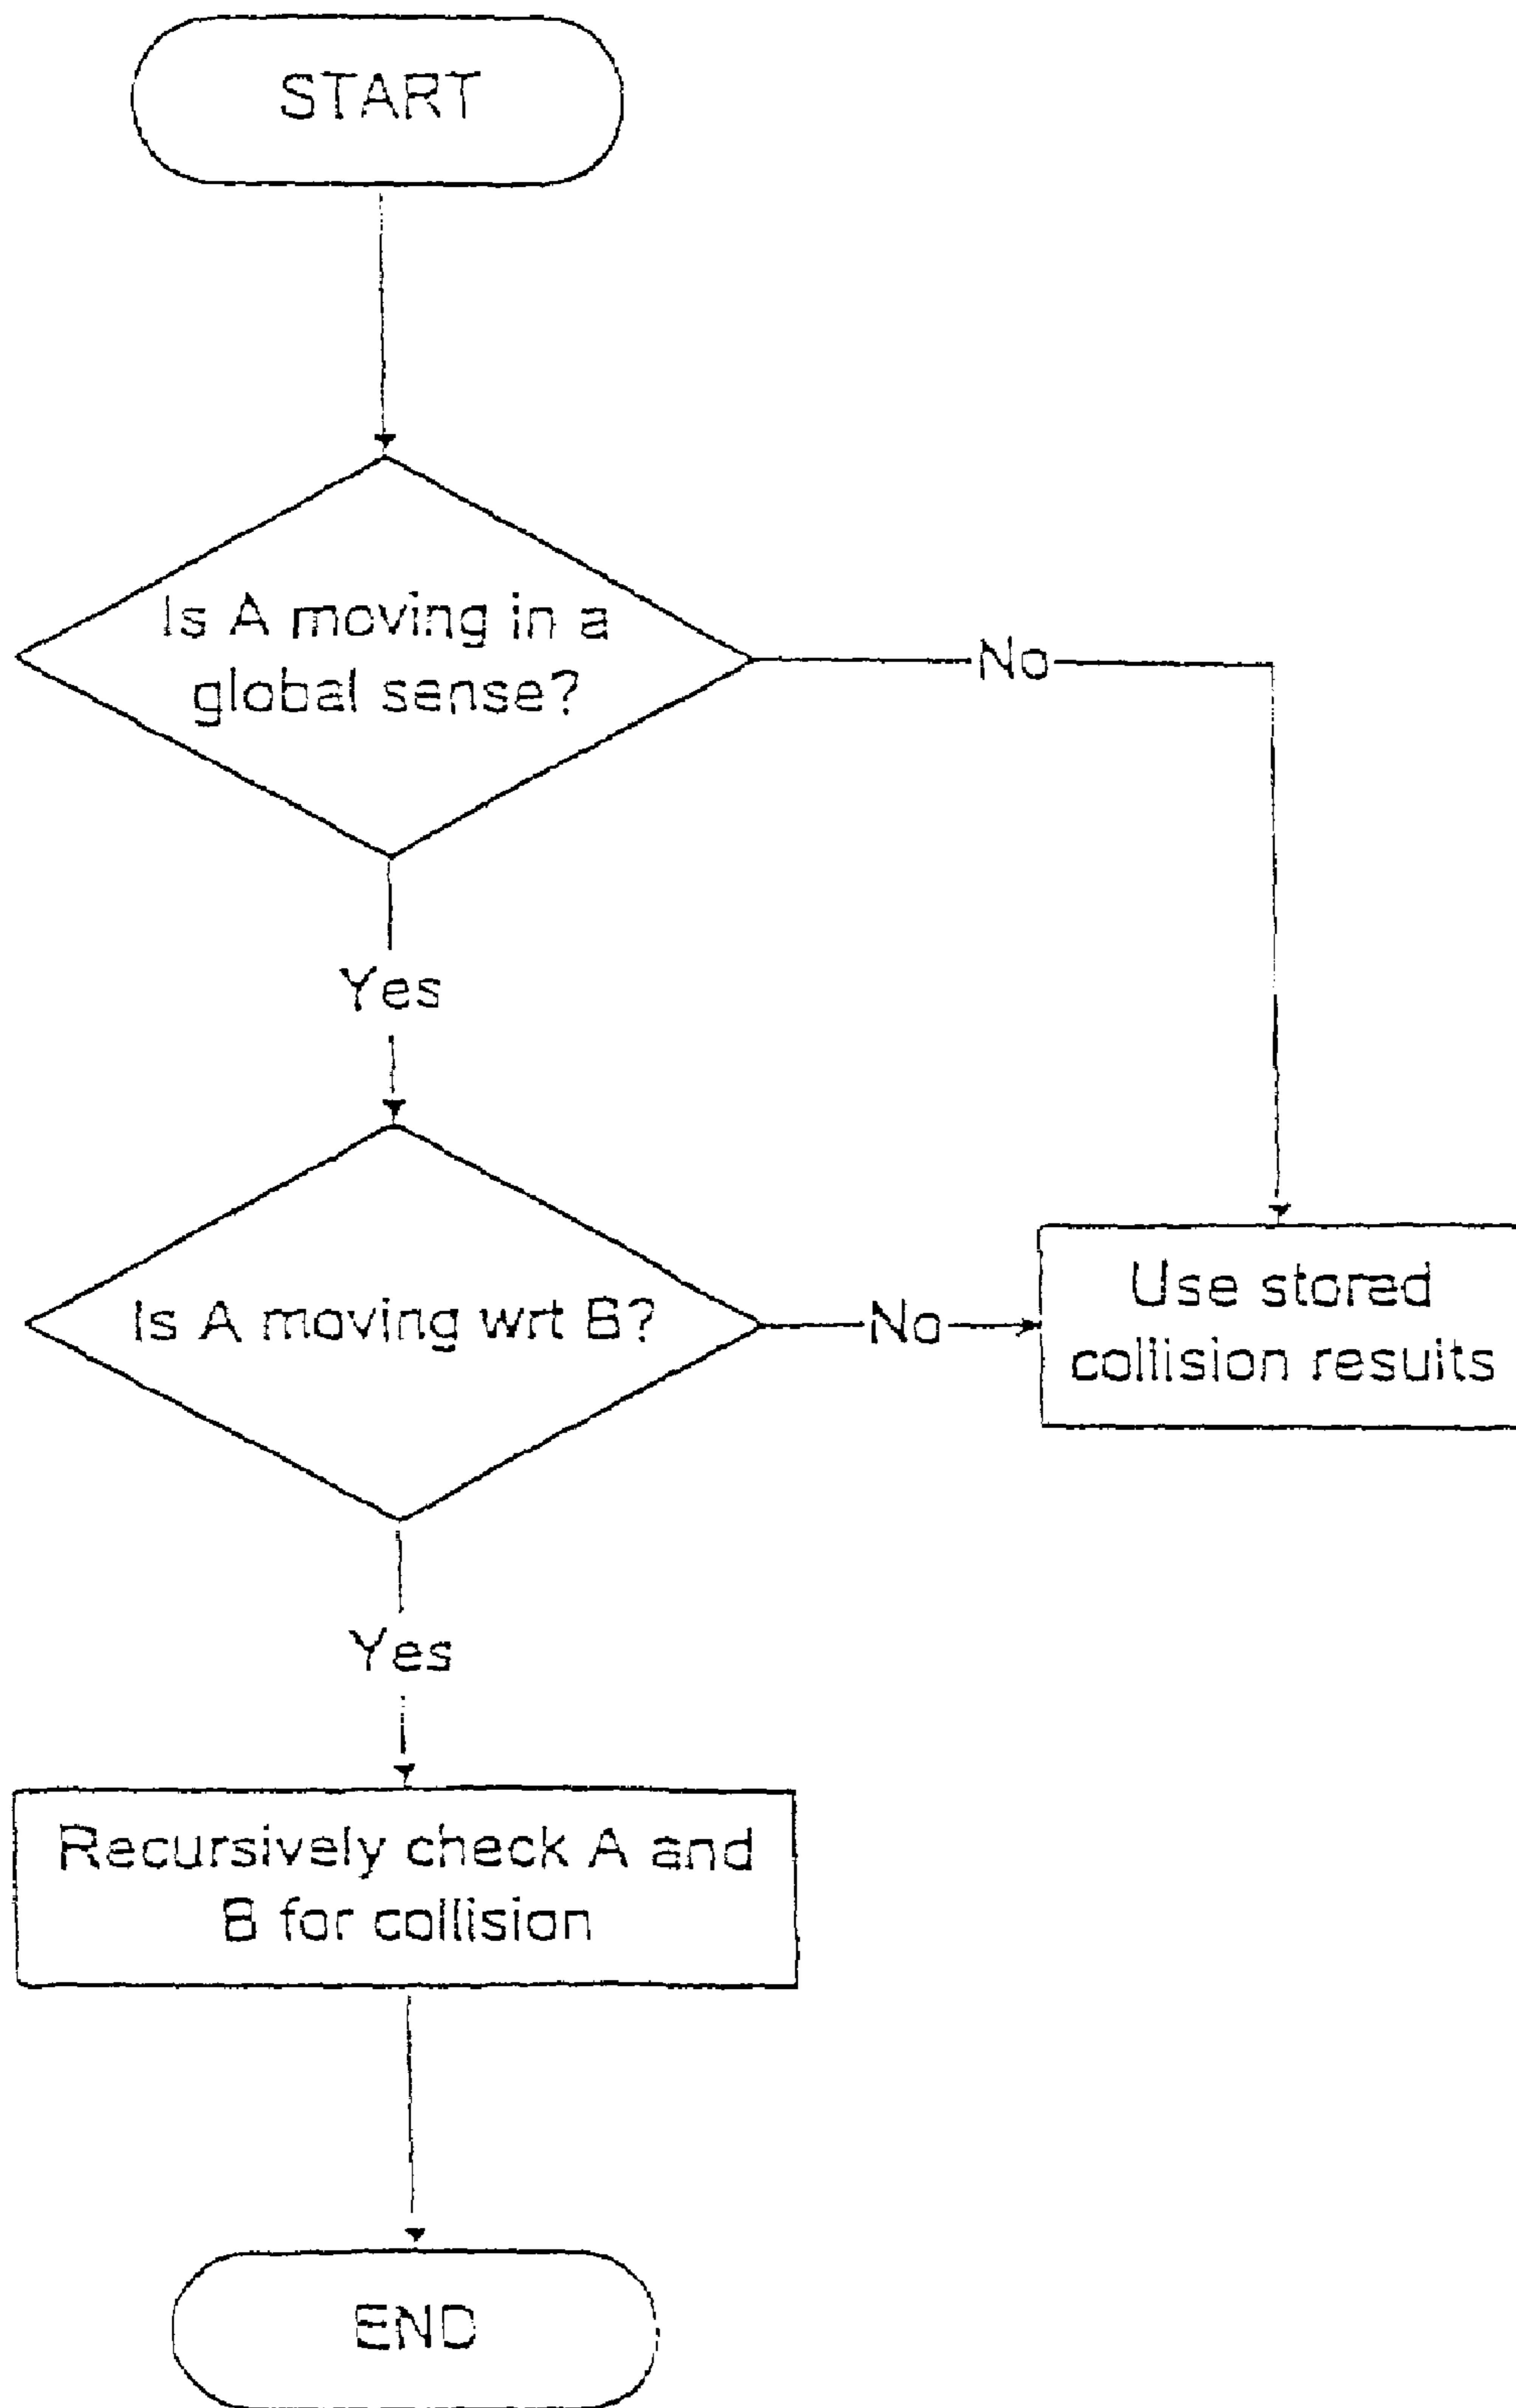 START
Is A moving in a
global sense?
No
Yes
Is A moving wrt B?
No
Use stored
collision results
Yes
Recursively check A and
B for collision
END